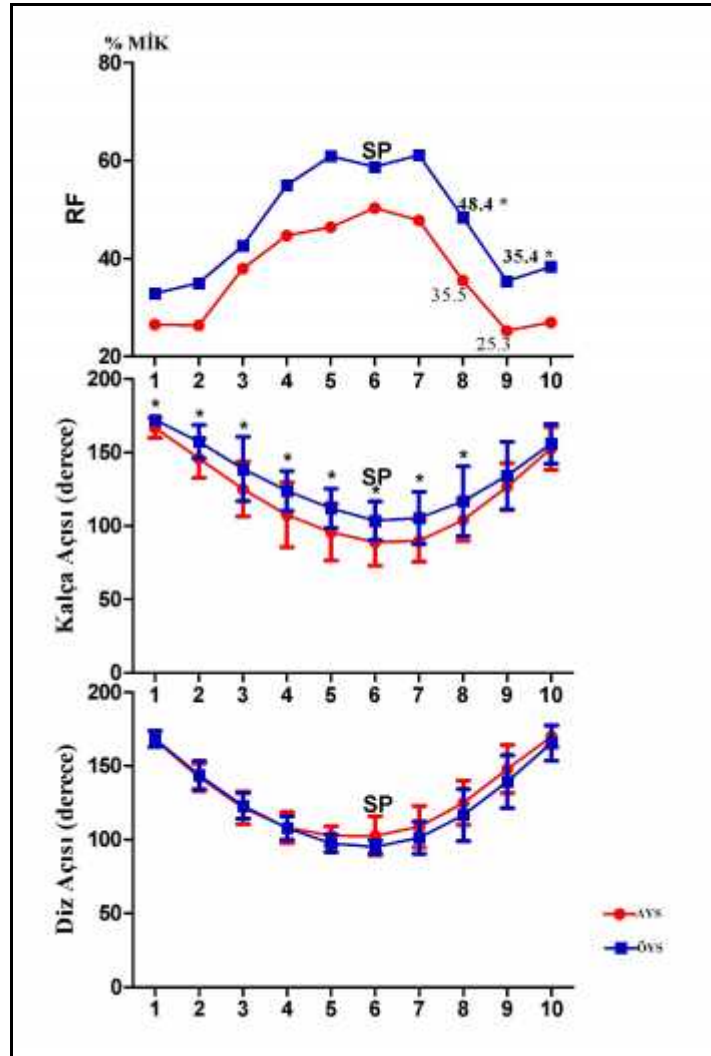 % MİK
80
60
40
20
RF
SP
48.4 *
35.4 *
35.5
25.3
1 2 3 4 5 6 7 8 9 10
200
150
100
50
0
Kalça Açısı (derece)
* * * * * * * *
SP
1 2 3 4 5 6 7 8 9 10
200
150
100
50
0
Diz Açısı (derece)
SP
1 2 3 4 5 6 7 8 9 10
AYS
ÖYS